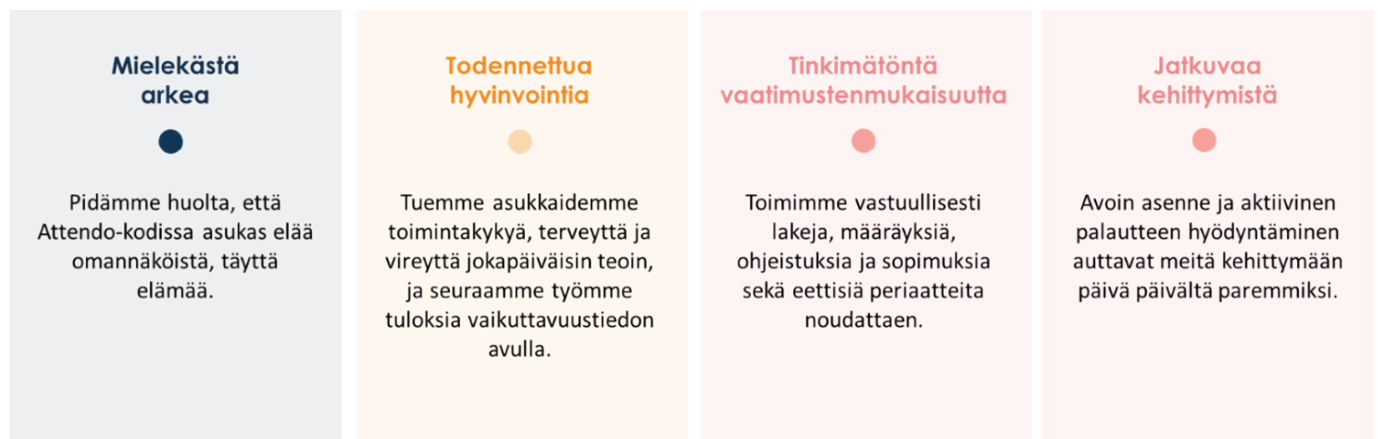 Mielekästä
arkea
Pidämme huolta, että
Attendo-kodissa asukas elää
omannäköistä, täyttä
elämää.
Todennettua
hyvinvointia
Tuemme asukkaidemme
toimintakykyä, terveyttä ja
vireyttä jokapäiväisin teoin,
ja seuraamme työmme
tuloksia vaikuttavuustiedon
avulla.
Tinkimätöntä
vaatimustenmukaisuutta
Toimimme vastuullisesti
lakeja, määräyksiä,
ohjeistuksia ja sopimuksia
sekä eettisiä periaatteita
noudattaen.
Jatkuvaa
kehittymistä
Avoin asenne ja aktiivinen
palautteen hyödyntäminen
auttavat meitä kehittymään
päivä päivältä paremmiksi.